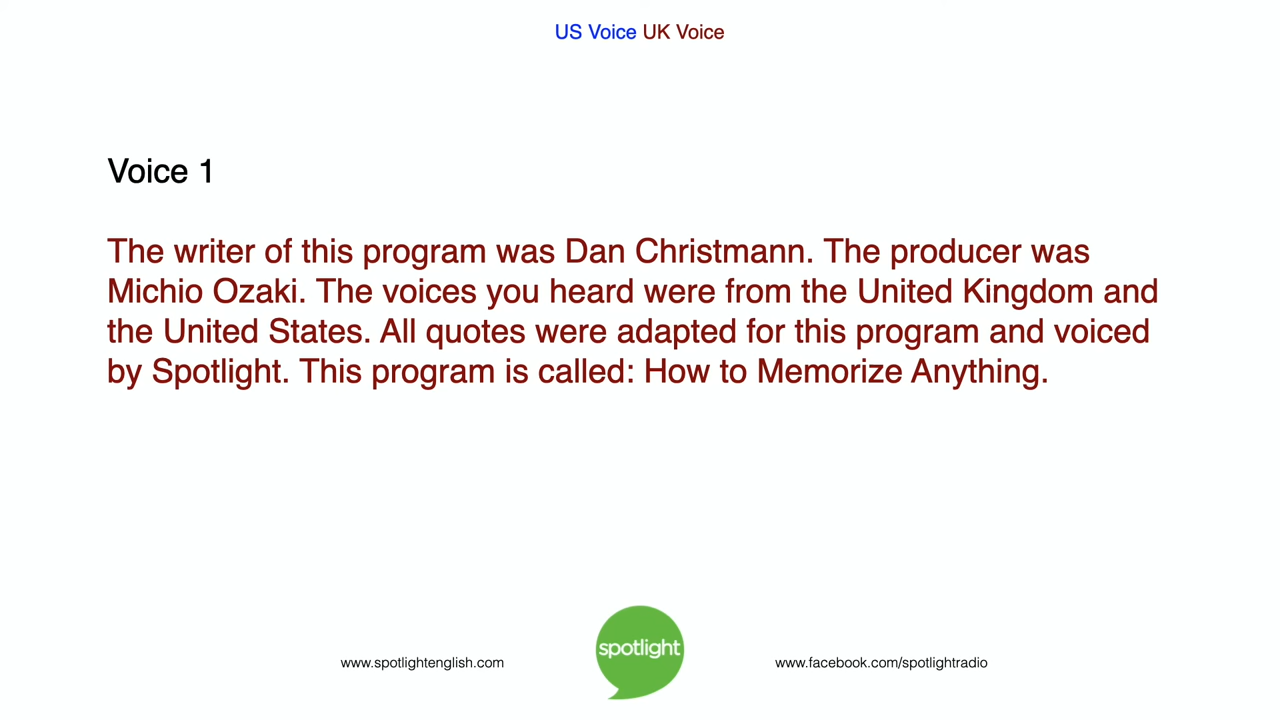 US Voice UK Voice
Voice 1
The writer of this program was Dan Christmann. The producer was
Michio Ozaki. The voices you heard were from the United Kingdom and
the United States. All quotes were adapted for this program and voiced
by Spotlight. This program is called: How to Memorize Anything.
www.spotlightenglish.com
spotlight
www.facebook.com/spotlightradio